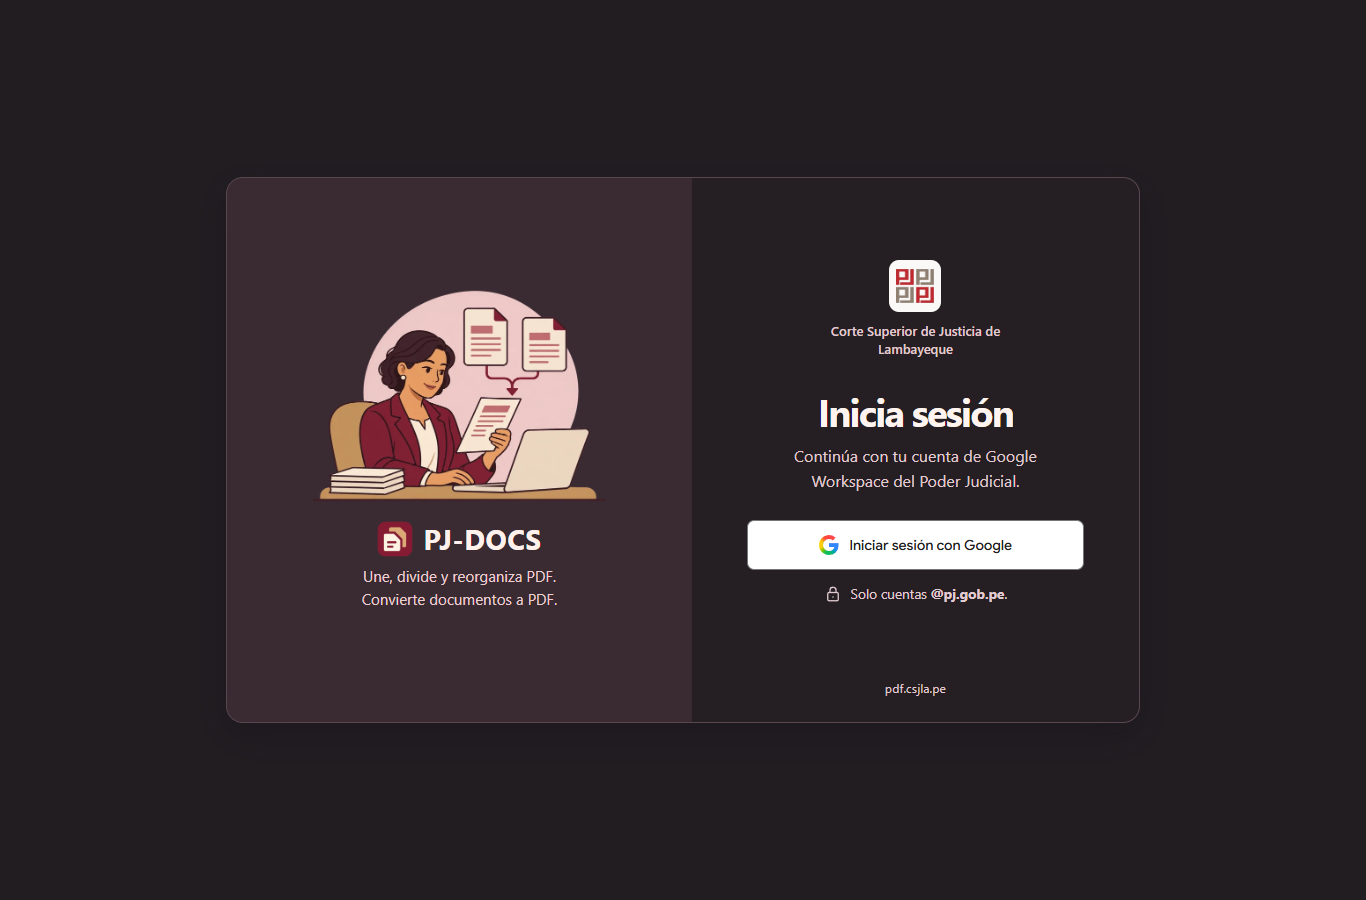 PJ-DOCS
Une, divide y reorganiza PDF.
Convierte documentos a PDF.
Corte Superior de Justicia de
Lambayeque
Inicia sesión
Continúa con tu cuenta de Google
Workspace del Poder Judicial.
Iniciar sesión con Google
Solo cuentas @pj.gob.pe.
pdf.csjla.pe